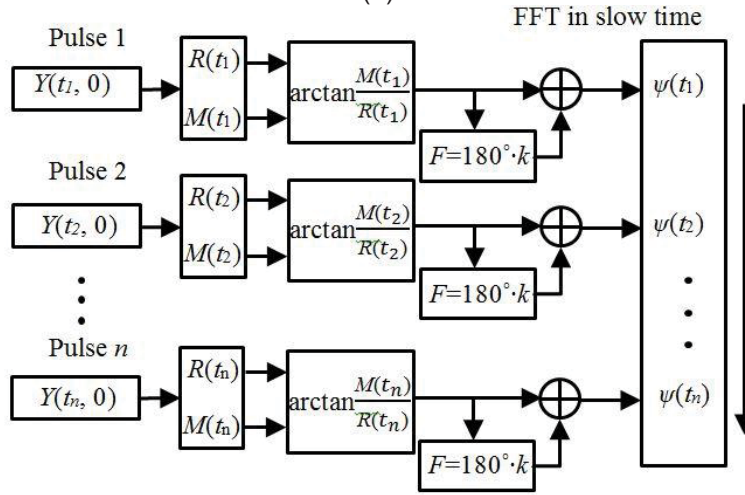 FFT in slow time
Pulse 1
Y(t1, 0)
R(t1)
M(t1)
arctan M(t1)/R(t1)
F=180°·k
ψ(t1)
Pulse 2
Y(t2, 0)
R(t2)
M(t2)
arctan M(t2)/R(t2)
F=180°·k
ψ(t2)
Pulse n
Y(tn, 0)
R(tn)
M(tn)
arctan M(tn)/R(tn)
F=180°·k
ψ(tn)